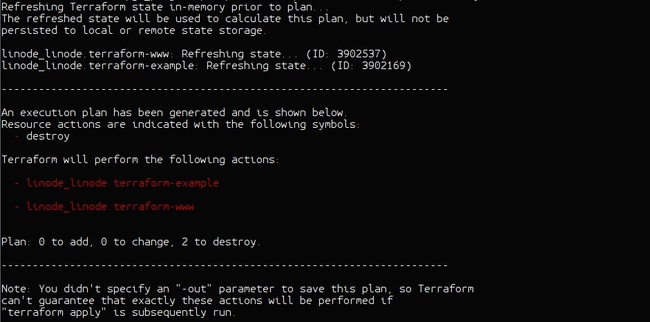 Refreshing Terraform state in-memory prior to plan...
The refreshed state will be used to calculate this plan, but will not be
persisted to local or remote state storage.
linode_linode.terraform-www: Refreshing state... (ID: 3902537)
linode_linode.terraform-example: Refreshing state... (ID: 3902169)
------------------------------------------------------------------------
An execution plan has been generated and is shown below.
Resource actions are indicated with the following symbols:
- destroy
Terraform will perform the following actions:
- linode_linode terraform-example
- linode_linode terraform-www
Plan: 0 to add, 0 to change, 2 to destroy.
------------------------------------------------------------------------
Note: You didn't specify an "-out" parameter to save this plan, so Terraform
can't guarantee that exactly these actions will be performed if
"terraform apply" is subsequently run.